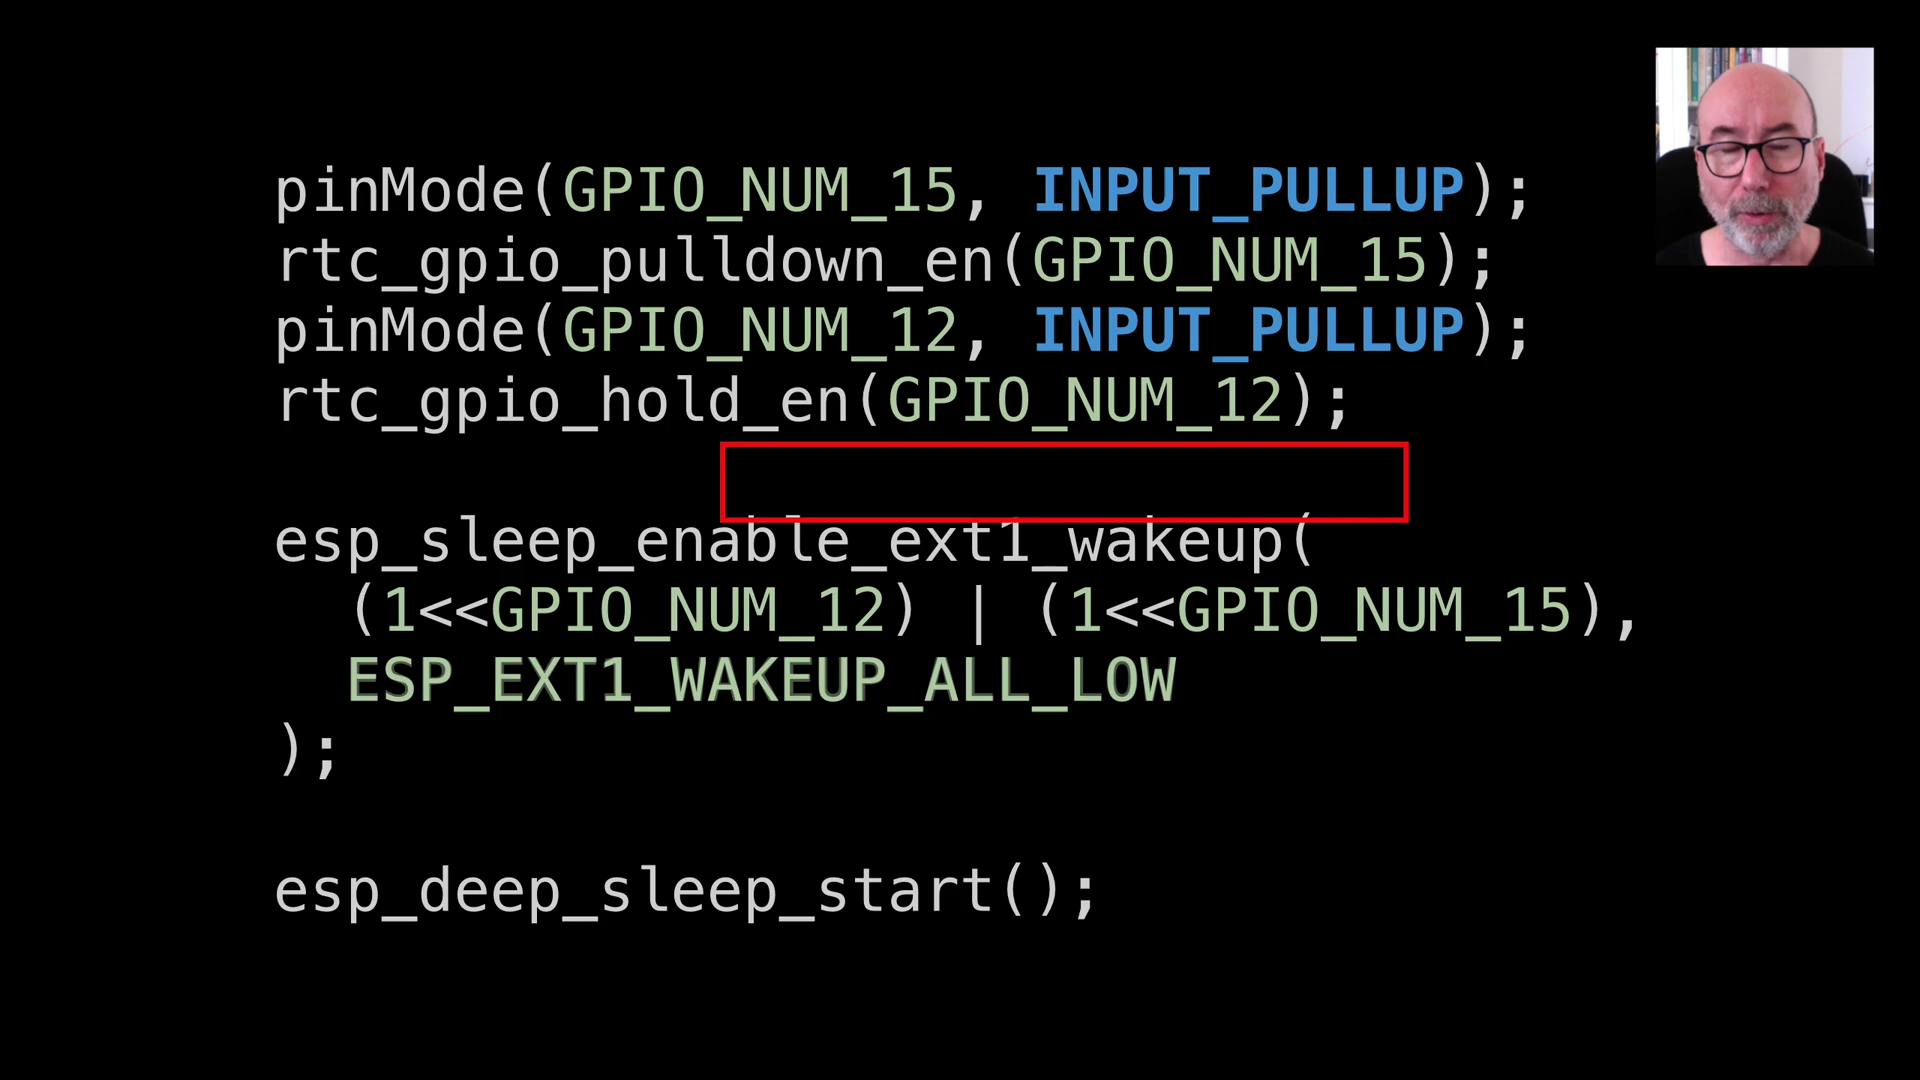 pinMode(GPIO_NUM_15, INPUT_PULLUP);
rtc_gpio_pulldown_en(GPIO_NUM_15);
pinMode(GPIO_NUM_12, INPUT_PULLUP);
rtc_gpio_hold_en(GPIO_NUM_12);
esp_sleep_enable_ext1_wakeup(
(1<<GPIO_NUM_12) | (1<<GPIO_NUM_15),
ESP_EXT1_WAKEUP_ALL_LOW
);
esp_deep_sleep_start();